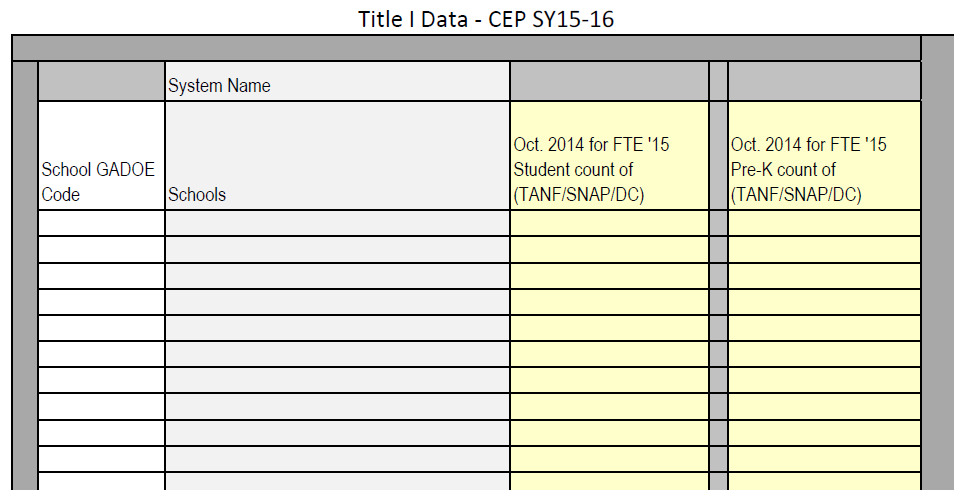 Title I Data - CEP SY15-16
System Name
School GADOE
Code
Schools
Oct. 2014 for FTE '15
Student count of
(TANF/SNAP/DC)
Oct. 2014 for FTE '15
Pre-K count of
(TANF/SNAP/DC)